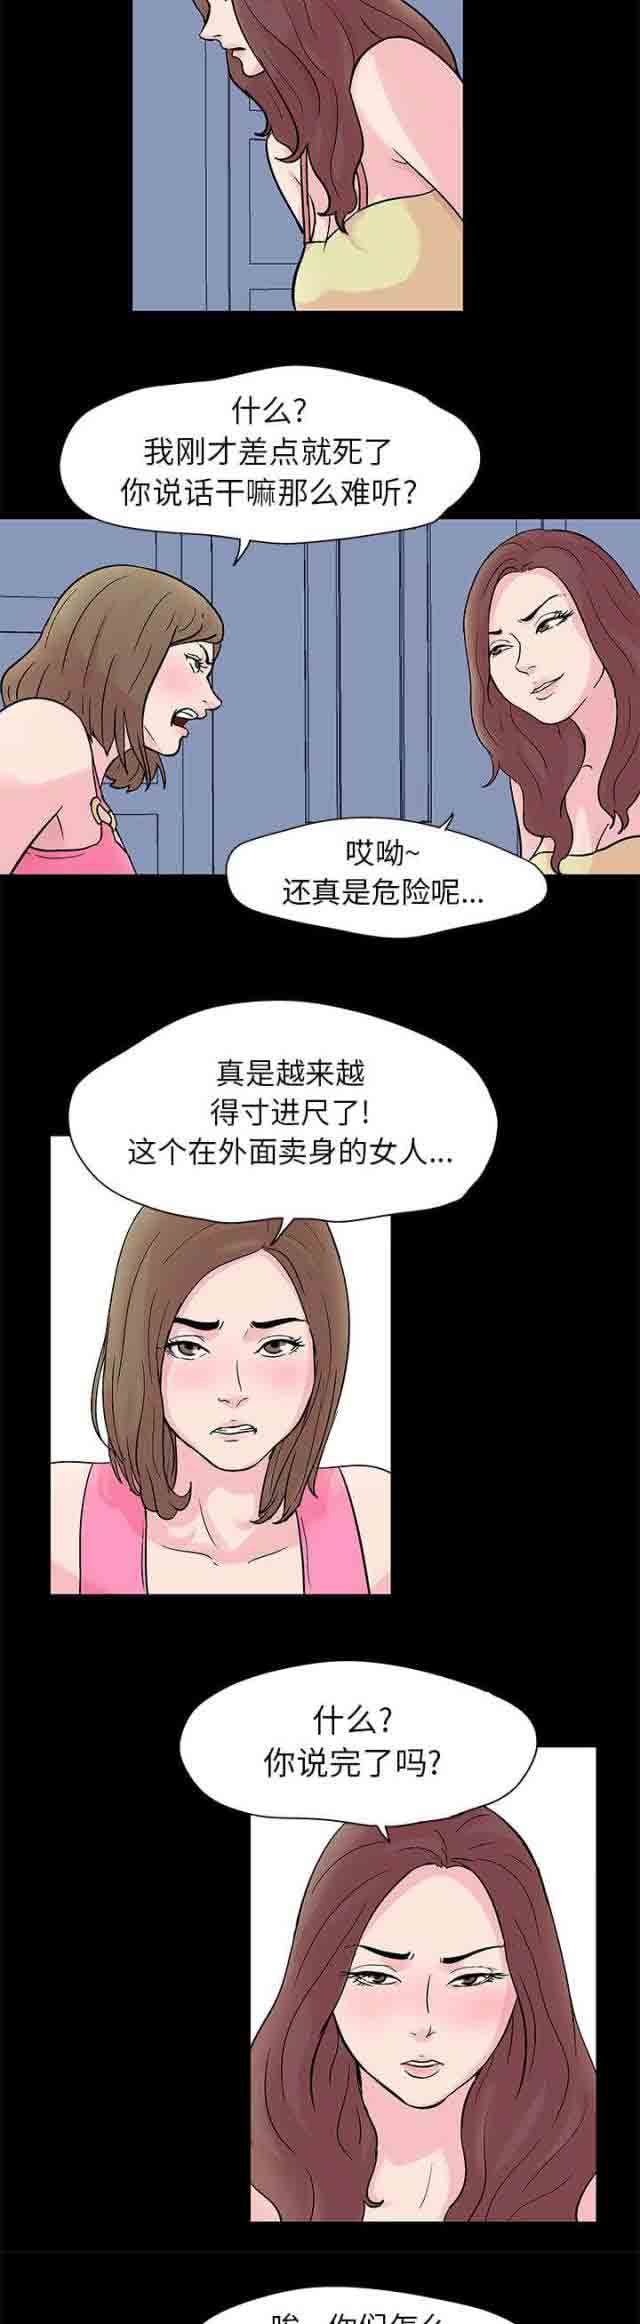 什么?
我刚才差点就死了
你说话干嘛那么难听?
哎呦~
还真是危险呢...
真是越来越
得寸进尺了!
这个在外面卖身的女人...
什么?
你说完了吗?